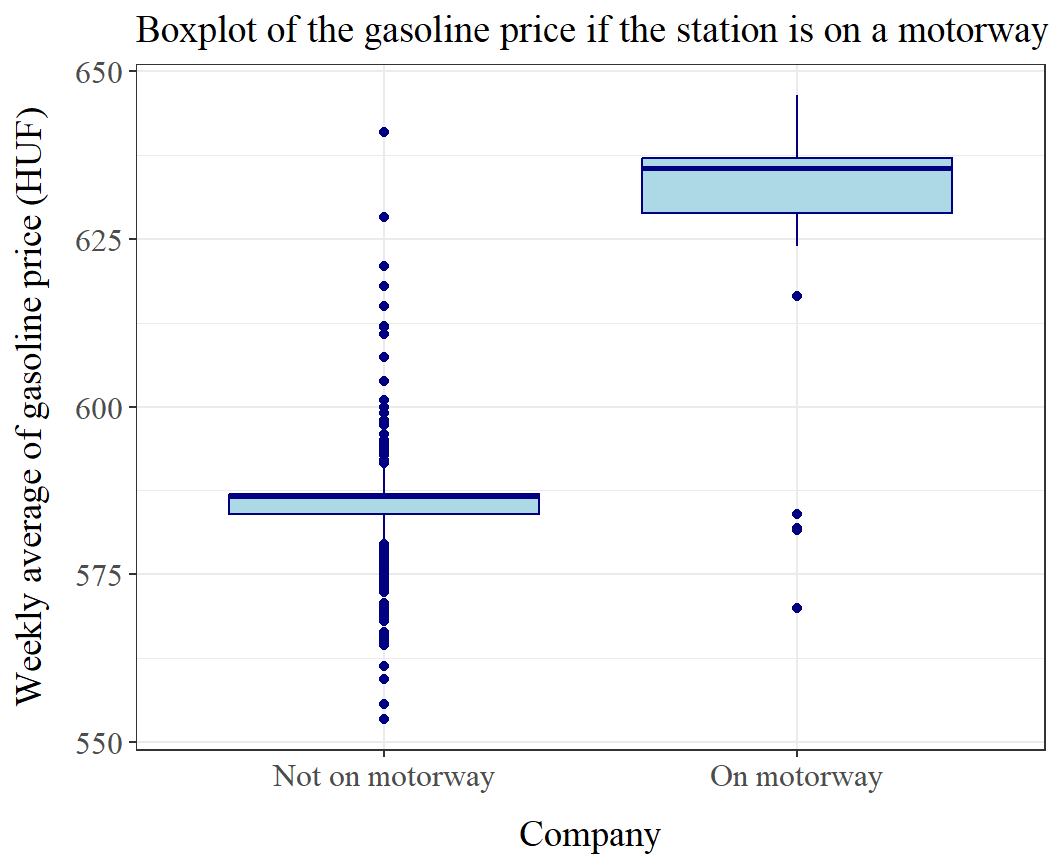 Boxplot of the gasoline price if the station is on a motorway
Weekly average of gasoline price (HUF)
650
625
600
575
550
Not on motorway
On motorway
Company